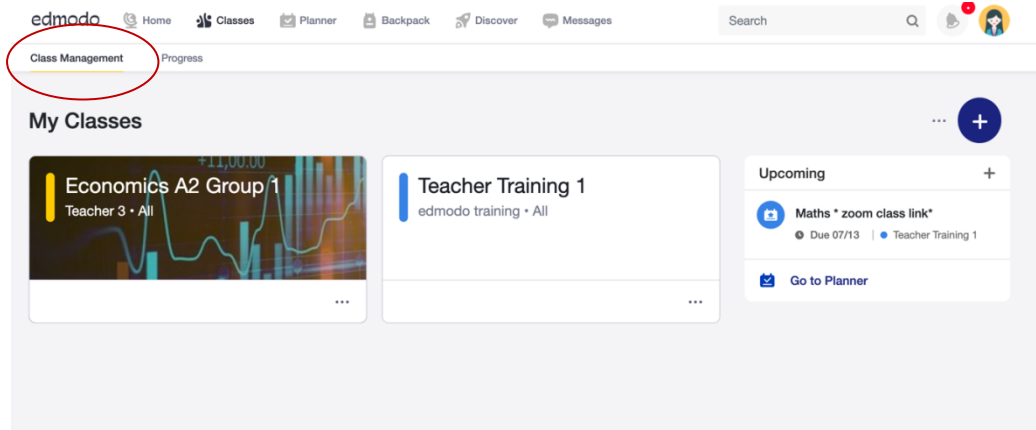 edmodo Home Classes Planner Backpack Discover Messages Search
Class Management Progress
My Classes
+11,00.00
Economics A2 Group 1
Teacher 3 • All
Teacher Training 1
edmodo training • All
Upcoming
Maths * zoom class link*
Due 07/13 | Teacher Training 1
Go to Planner